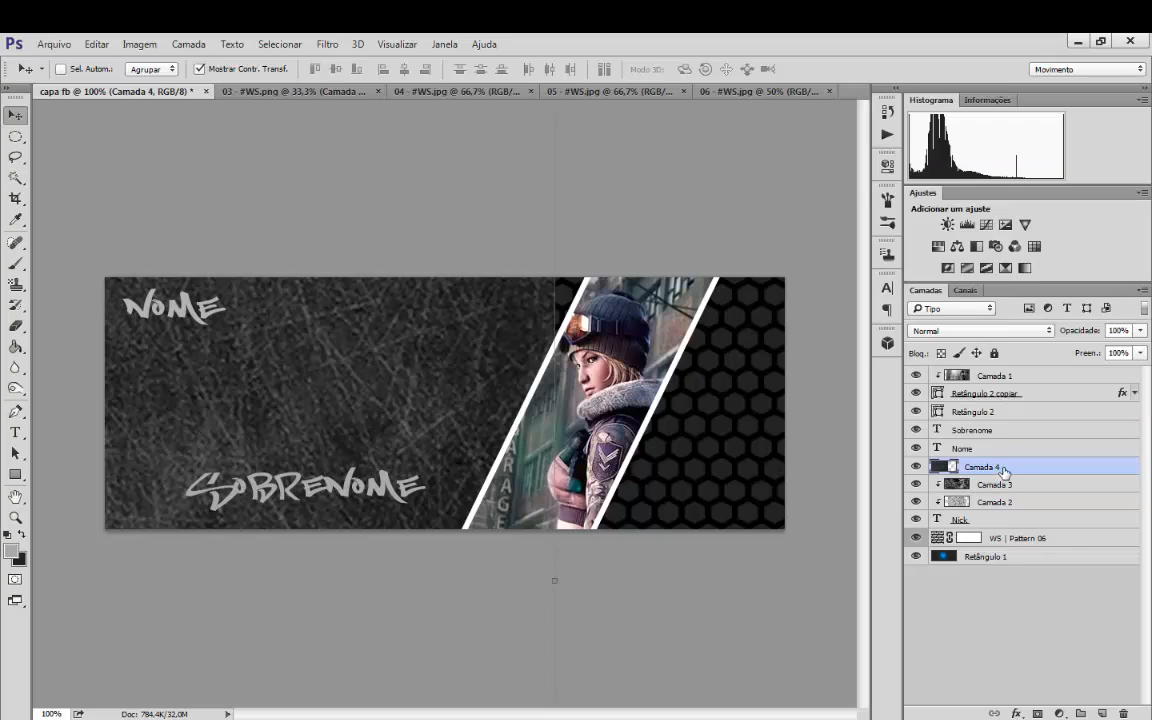 Ps Arquivo Editar Imagem Camada Texto Selecionar Filtro 3D Visualizar Janela Ajuda
Sel. Autom.: Agrupar Mostrar Contr. Transf. Modo 3D: Movimento
capa fb @ 100% (Camada 4, RGB/8) * × 03 - #WS.png @ 33,3% (Camada ... × 04 - #WS.jpg @ 66,7% (RGB/... × 05 - #WS.jpg @ 66,7% (RGB/... × 06 - #WS.jpg @ 50% (RGB/... ×
Histograma Informações
Ajustes
Adicionar um ajuste
Camadas Canais
Tipo
Normal Opacidade: 100%
Bloq.: Preen.: 100%
Camada 1
Retângulo 2 copiar fx
Retângulo 2
T Sobrenome
T Nome
Camada 4
Camada 3
Camada 2
T Nick
WS | Pattern 06
Retângulo 1
Nome
Sobrenome
100% Doc: 784,4K/32,0M